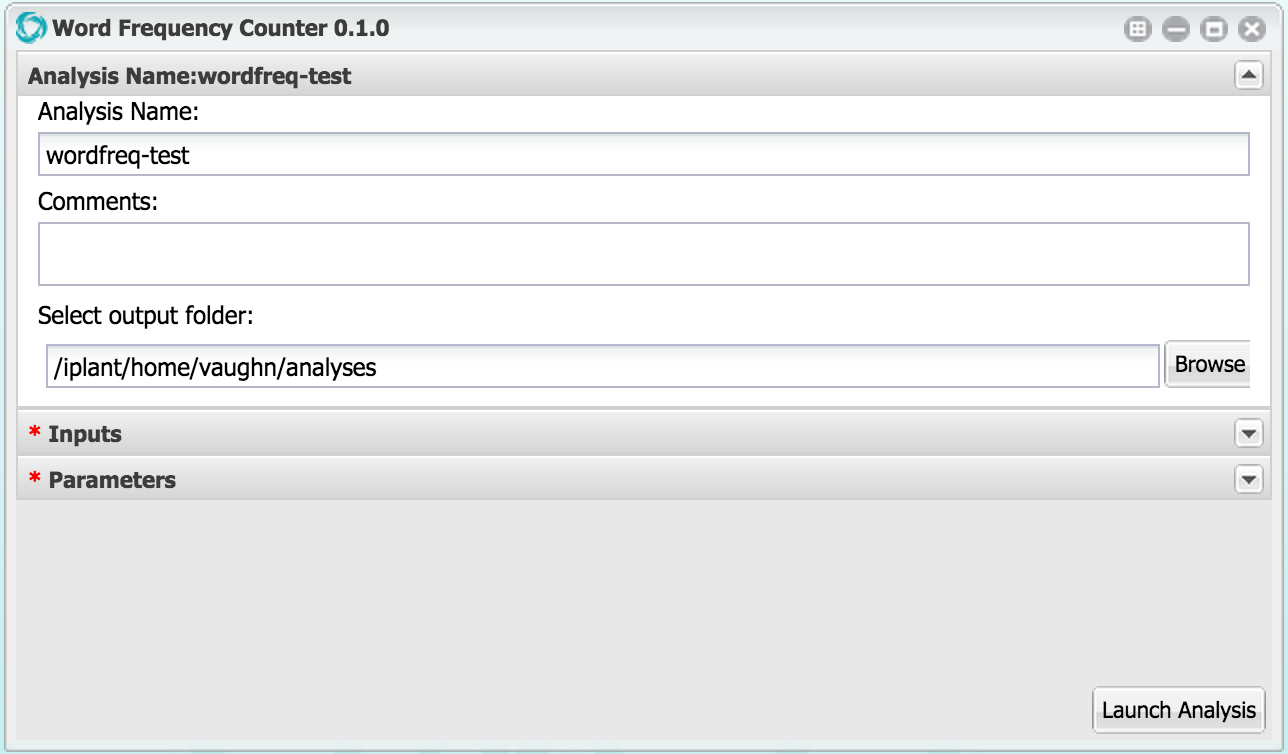 Word Frequency Counter 0.1.0
Analysis Name:wordfreq-test
Analysis Name:
wordfreq-test
Comments:
Select output folder:
/iplant/home/vaughn/analyses
Browse
* Inputs
* Parameters
Launch Analysis